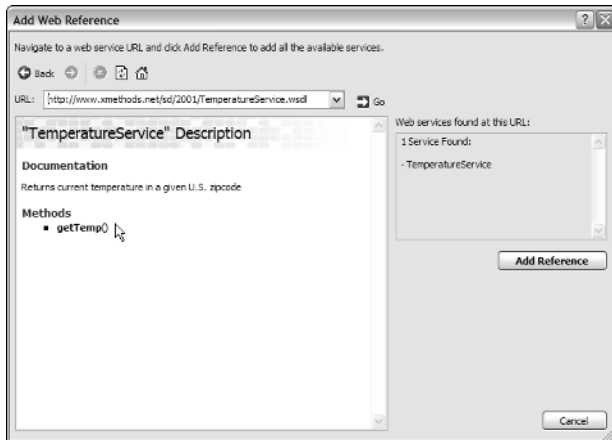 Add Web Reference
Navigate to a web service URL and click Add Reference to add all the available services.
Back
URL: http://www.xmethods.net/sd/2001/TemperatureService.wsdl Go
"TemperatureService" Description
Documentation
Returns current temperature in a given U.S. zipcode
Methods
getTemp()
Web services found at this URL:
1 Service Found:
- TemperatureService
Add Reference
Cancel